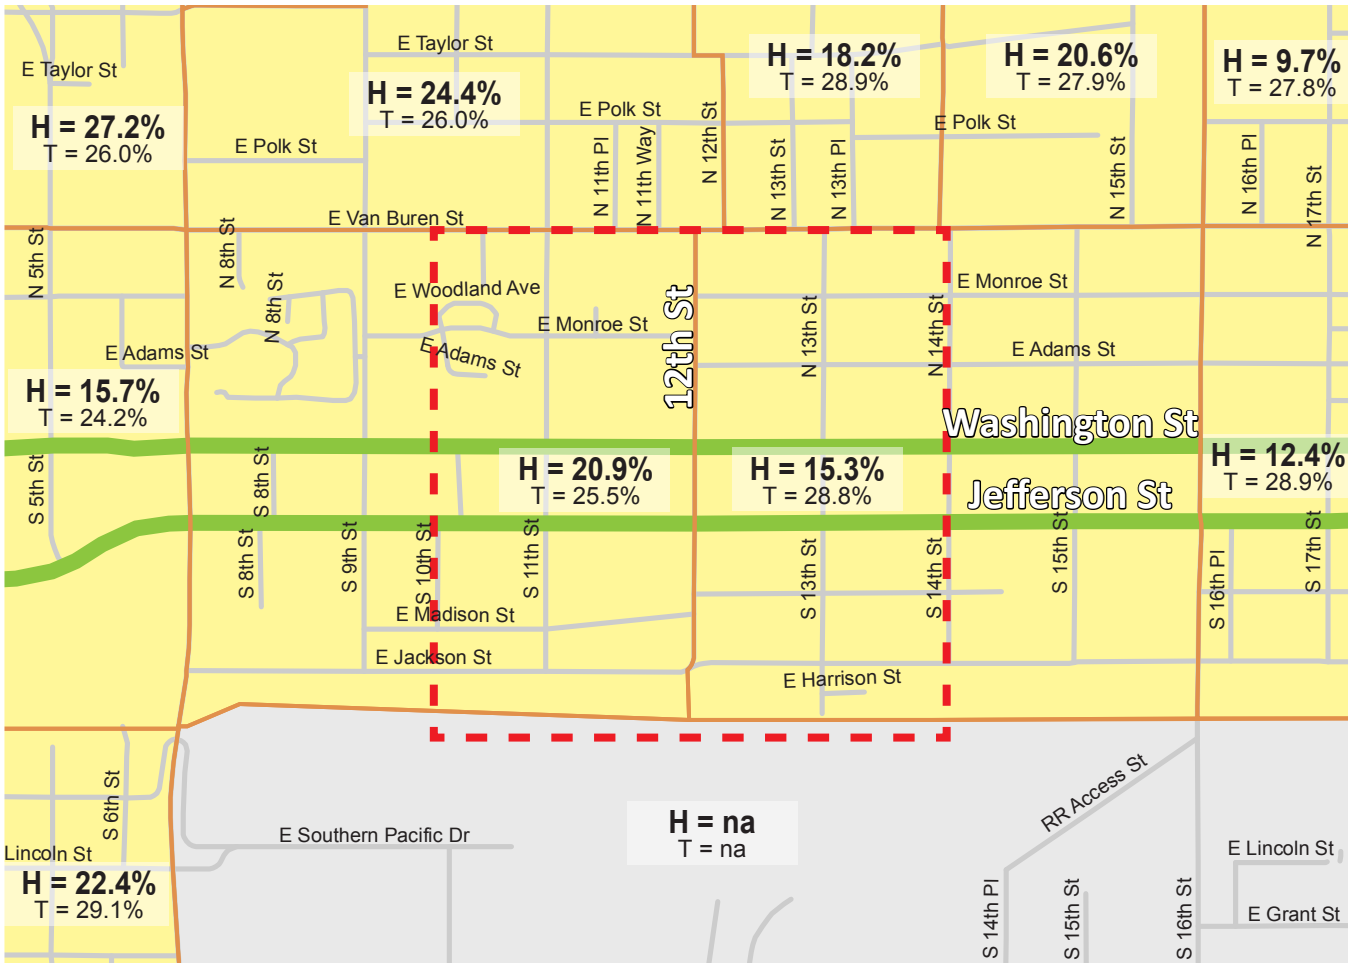 E Taylor St
H = 18.2%
T = 28.9%
H = 20.6%
T = 27.9%
H = 9.7%
T = 27.8%
E Taylor St
H = 24.4%
T = 26.0%
H = 27.2%
T = 26.0%
E Polk St
E Polk St
E Polk St
N 11th Pl
N 11th Way
N 12th St
N 13th St
N 13th Pl
N 15th St
N 16th Pl
N 17th St
E Van Buren St
N 5th St
N 8th St
N 8th St
E Woodland Ave
E Monroe St
E Monroe St
E Adams St
E Adams St
E Adams St
12th St
N 13th St
N 14th St
H = 15.7%
T = 24.2%
Washington St
H = 20.9%
T = 25.5%
H = 15.3%
T = 28.8%
H = 12.4%
T = 28.9%
Jefferson St
S 5th St
S 8th St
S 8th St
S 9th St
S 10th St
S 11th St
S 13th St
S 14th St
S 15th St
S 16th Pl
S 17th St
E Madison St
E Jackson St
E Harrison St
S 6th St
E Southern Pacific Dr
H = na
T = na
RR Access St
Lincoln St
E Lincoln St
H = 22.4%
T = 29.1%
S 14th Pl
S 15th St
S 16th St
E Grant St